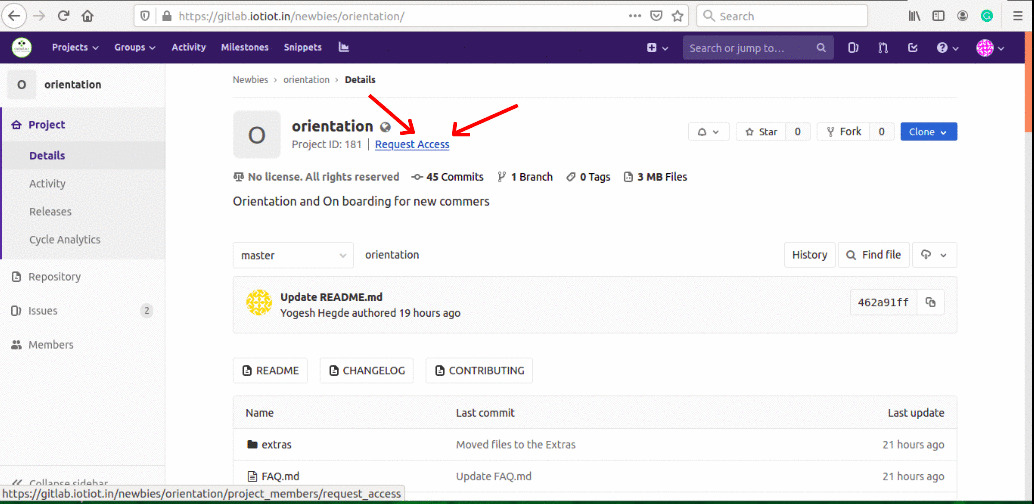 https://gitlab.iotiot.in/newbies/orientation/
Search
Projects Groups Activity Milestones Snippets
Search or jump to...
O orientation
Newbies > orientation > Details
Project
Details
Activity
Releases
Cycle Analytics
Repository
Issues 2
Members
Collapse sidebar
O
orientation
Project ID: 181 | Request Access
Star 0 Fork 0 Clone
No license. All rights reserved 45 Commits 1 Branch 0 Tags 3 MB Files
Orientation and On boarding for new commers
master orientation History Find file
Update README.md
Yogesh Hegde authored 19 hours ago
462a91ff
README CHANGELOG CONTRIBUTING
Name Last commit Last update
extras Moved files to the Extras 21 hours ago
FAQ.md Update FAQ.md 21 hours ago
https://gitlab.iotiot.in/newbies/orientation/project_members/request_access